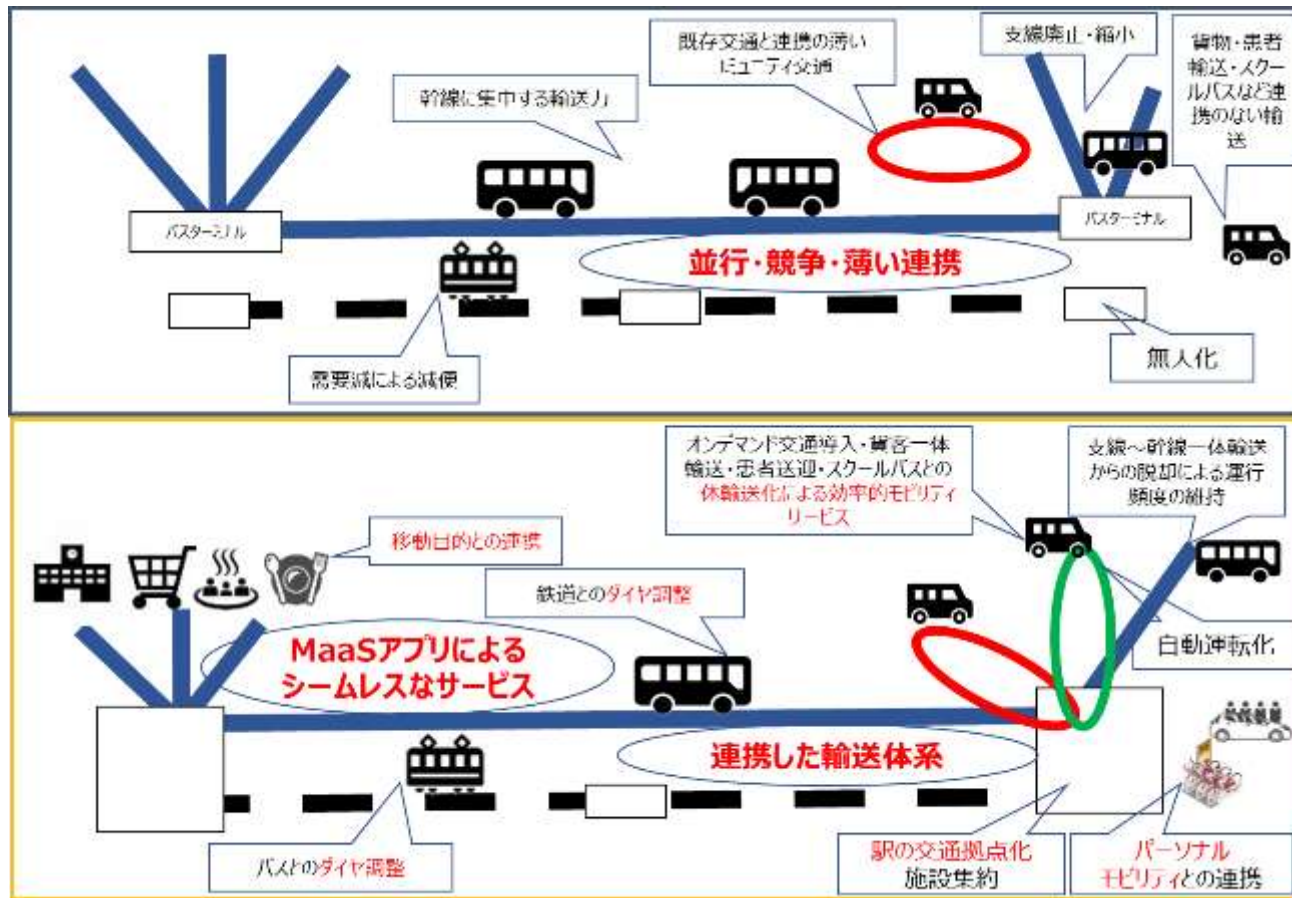 既存交通と連携の薄い
ミュニティ交通
支線廃止・縮小
貨物・患者
輸送・スクー
ルバスなど連
携のない輸
送
幹線に集中する輸送力
バスターミナル
バスターミナル
並行・競争・薄い連携
需要減による減便
無人化
オンデマンド交通導入・貨客一体
輸送・患者送迎・スクールバスとの
体輸送化による効率的モビリティ
サービス
支線～幹線一体輸送
からの脱却による運行
頻度の維持
移動目的との連携
鉄道とのダイヤ調整
MaaSアプリによる
シームレスなサービス
自動運転化
連携した輸送体系
バスとのダイヤ調整
駅の交通拠点化
施設集約
パーソナル
モビリティとの連携